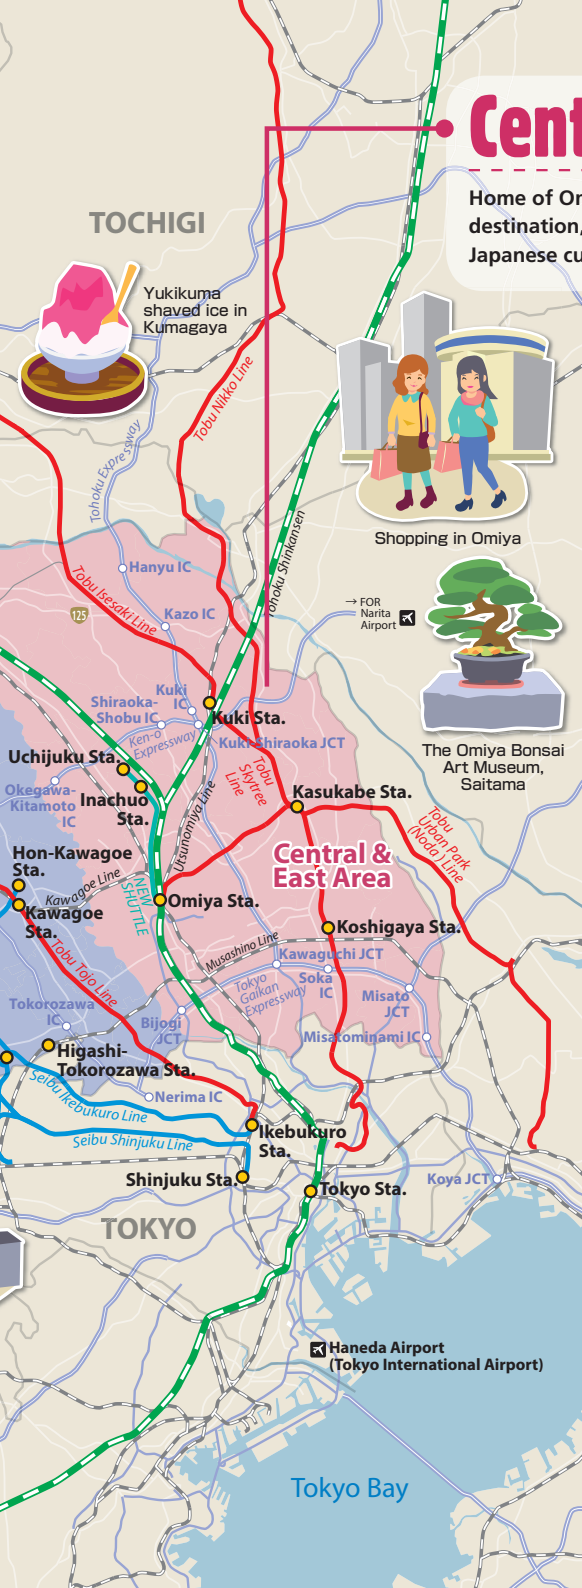 Cent
Home of Om
destination,
Japanese cu
TOCHIGI
Yukikuma
shaved ice in
Kumagaya
Tobu Nikko Line
Tohoku Expressway
Shopping in Omiya
Tohoku Shinkansen
Hanyu IC
Tobu Isesaki Line
125
Kazo IC
→ FOR
Narita
Airport
Kuki
IC
Shiraoka-
Shobu IC
Kuki Sta.
Ken-o
Expressway
Kuki-Shiraoka JCT
The Omiya Bonsai
Art Museum,
Saitama
Uchijuku Sta.
Okegawa-
Kitamoto
IC
Inachuo
Sta.
Tobu
Skytree
Line
Utsunomiya Line
Kasukabe Sta.
Tobu
Urban Park
(Noda) Line
Hon-Kawagoe
Sta.
Central &
East Area
Kawagoe Line
NEW
SHUTTLE
Omiya Sta.
Kawagoe
Sta.
Koshigaya Sta.
Tobu Tojo Line
Musashino Line
Kawaguchi JCT
Tokyo
Gaikan
Expressway
Soka
IC
Misato
JCT
Tokorozawa
IC
Bijogi
JCT
Misatominami IC
Higashi-
Tokorozawa Sta.
Seibu Ikebukuro Line
Nerima IC
Seibu Shinjuku Line
Ikebukuro
Sta.
Shinjuku Sta.
Tokyo Sta.
Koya JCT
TOKYO
Haneda Airport
(Tokyo International Airport)
Tokyo Bay